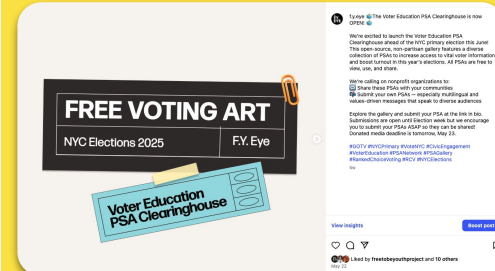 FREE VOTING ART
NYC Elections 2025
F.Y. Eye
Voter Education
PSA Clearinghouse
f.y.eye 🗳️The Voter Education PSA Clearinghouse is now
OPEN! 🗳️
We're excited to launch the Voter Education PSA
Clearinghouse ahead of the NYC primary election this June!
This open-source, non-partisan gallery features a diverse
collection of PSAs to increase access to vital voter information
and boost turnout in this year's elections. All PSAs are free to
view, use, and share.
We're calling on nonprofit organizations to:
Share these PSAs with your communities
Submit your own PSAs — especially multilingual and
values-driven messages that speak to diverse audiences
Explore the gallery and submit your PSA at the link in bio.
Submissions are open until Election week but we encourage
you to submit your PSAs ASAP so they can be shared!
Donated media deadline is tomorrow, May 23.
#GOTV #NYCPrimary #VoteNYC #CivicEngagement
#VoterEducation #PSANetwork #PSAGallery
#RankedChoiceVoting #RCV #NYCElections
View insights
Boost post
Liked by freetobeyouthproject and 10 others
May 22